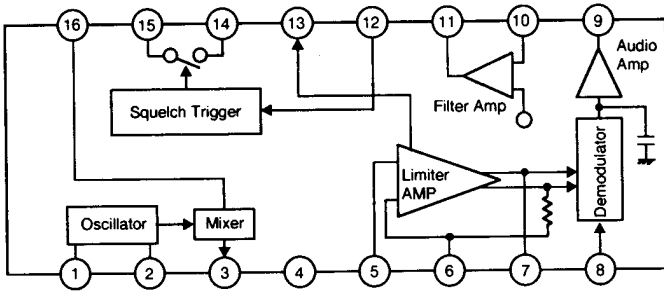 16 15 14 13 12 11 10 9
Audio
Amp
Squelch Trigger
Filter Amp
Limiter
AMP
Demodulator
Oscillator
Mixer
1 2 3 4 5 6 7 8